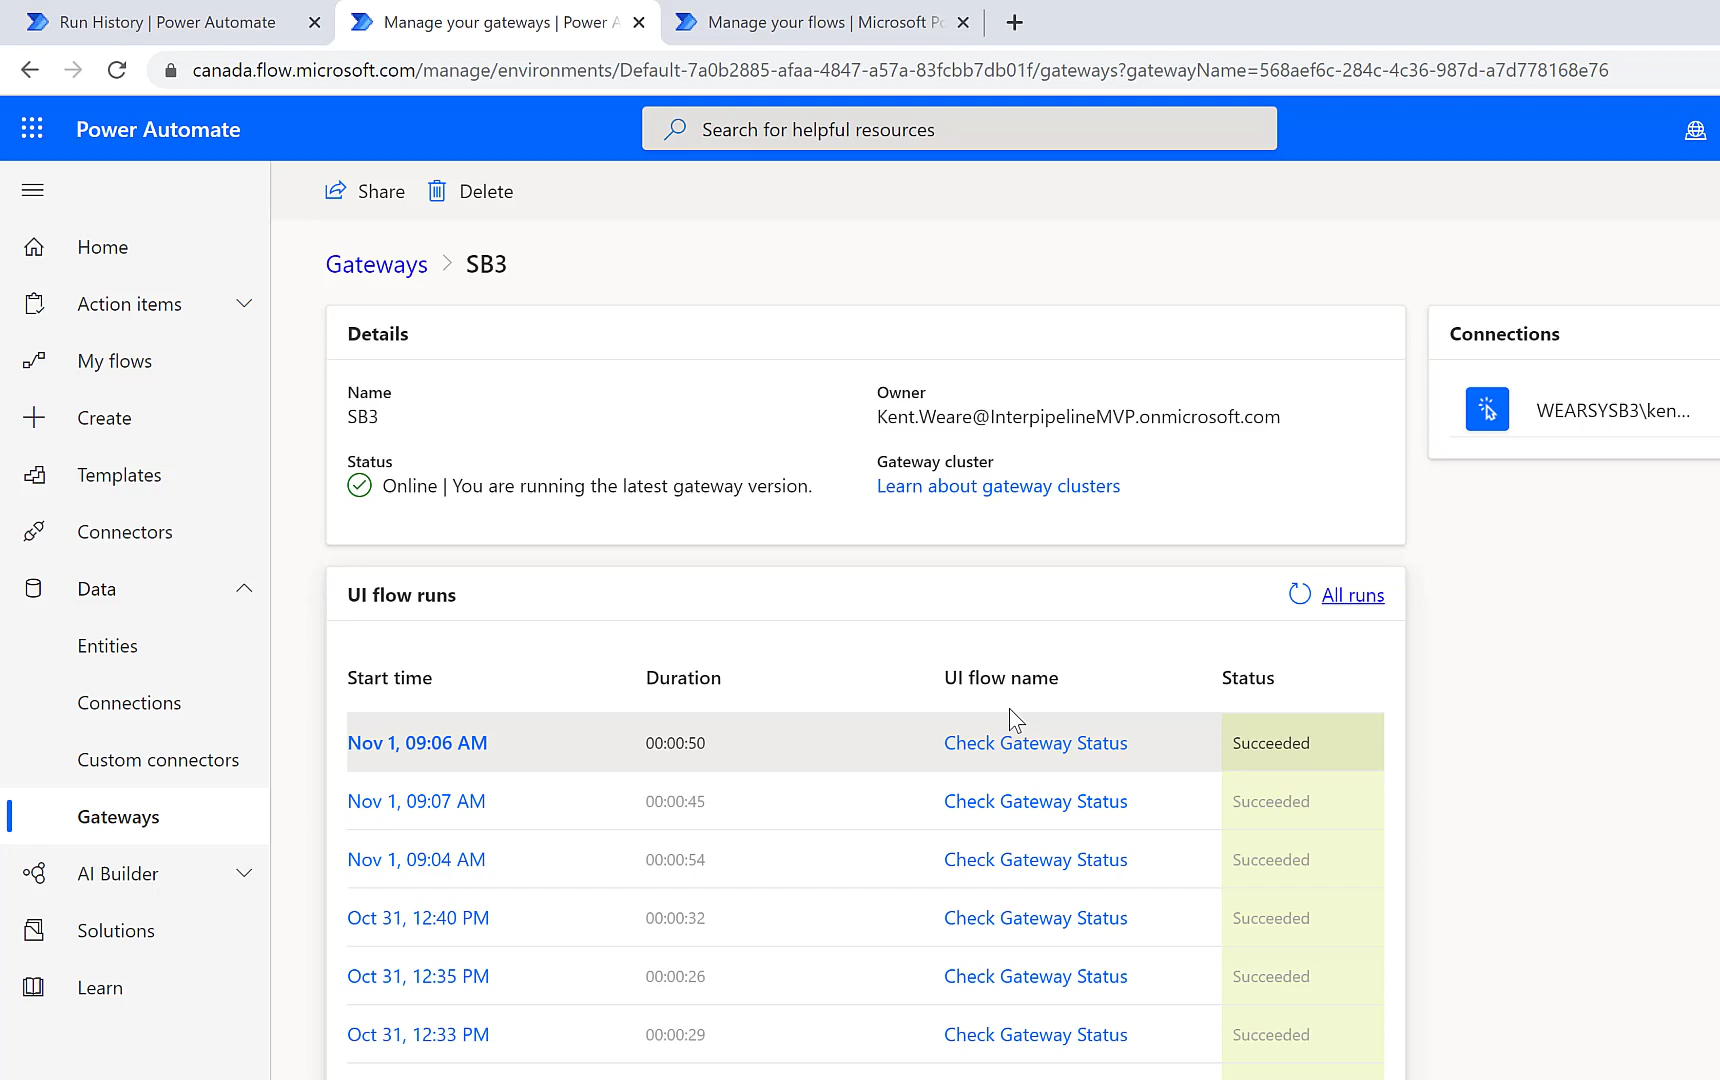 Run History | Power Automate
Manage your gateways | Power A
Manage your flows | Microsoft Po
canada.flow.microsoft.com/manage/environments/Default-7a0b2885-afaa-4847-a57a-83fcbb7db01f/gateways?gatewayName=568aef6c-284c-4c36-987d-a7d778168e76
Power Automate
Search for helpful resources
Share
Delete
Home
Action items
My flows
Create
Templates
Connectors
Data
Entities
Connections
Custom connectors
Gateways
AI Builder
Solutions
Learn
Gateways > SB3
Details
Name
SB3
Owner
Kent.Weare@InterpipelineMVP.onmicrosoft.com
Status
Online | You are running the latest gateway version.
Gateway cluster
Learn about gateway clusters
Connections
WEARSYSB3\ken...
UI flow runs
All runs
Start time Duration UI flow name Status
Nov 1, 09:06 AM 00:00:50 Check Gateway Status Succeeded
Nov 1, 09:07 AM 00:00:45 Check Gateway Status Succeeded
Nov 1, 09:04 AM 00:00:54 Check Gateway Status Succeeded
Oct 31, 12:40 PM 00:00:32 Check Gateway Status Succeeded
Oct 31, 12:35 PM 00:00:26 Check Gateway Status Succeeded
Oct 31, 12:33 PM 00:00:29 Check Gateway Status Succeeded